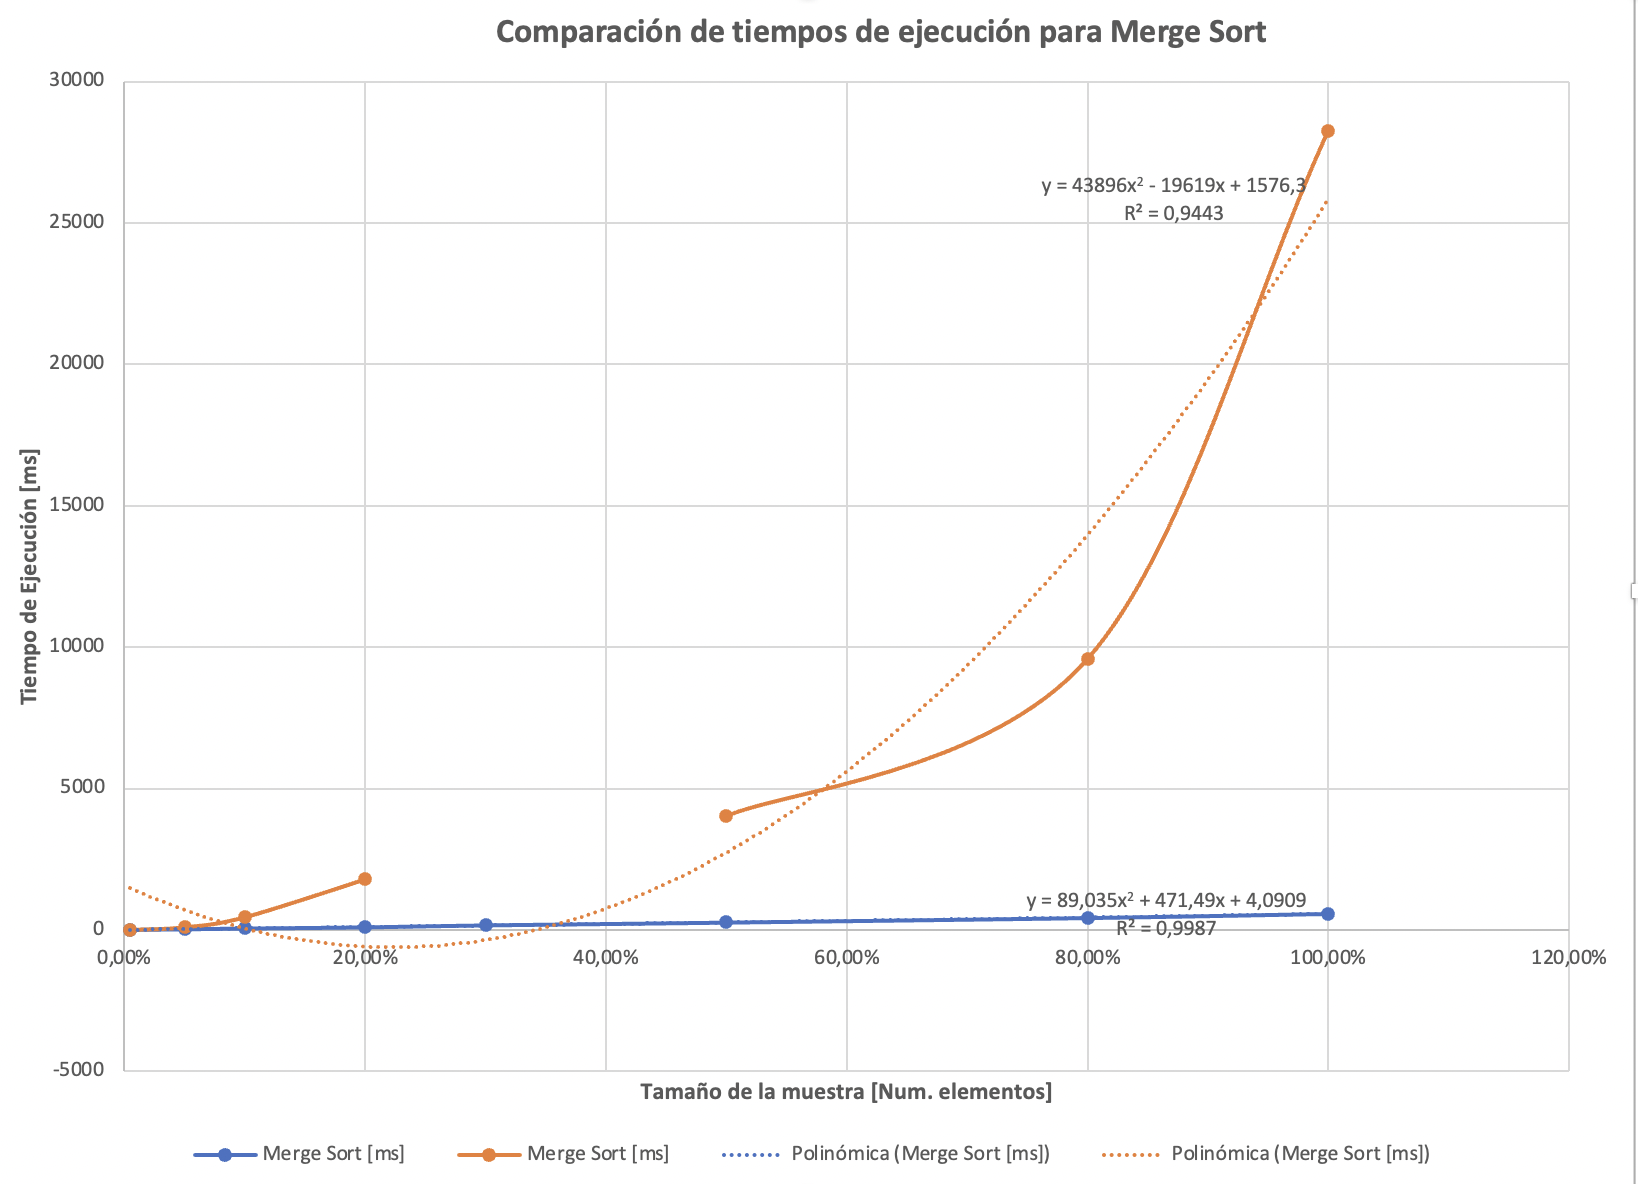 Comparación de tiempos de ejecución para Merge Sort
30000
25000
20000
15000
10000
5000
0
-5000
Tiempo de Ejecución [ms]
y = 43896x² - 19619x + 1576,3
R² = 0,9443
y = 89,035x² + 471,49x + 4,0909
R² = 0,9987
0,00% 20,00% 40,00% 60,00% 80,00% 100,00% 120,00%
Tamaño de la muestra [Num. elementos]
Merge Sort [ms] Merge Sort [ms] Polinómica (Merge Sort [ms]) Polinómica (Merge Sort [ms])